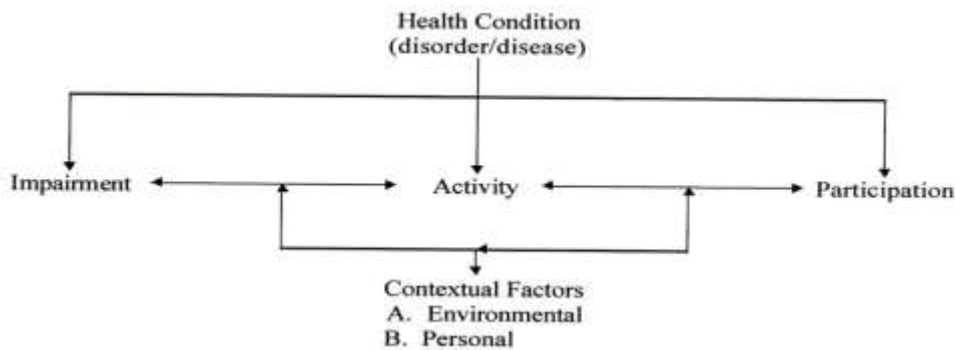 Health Condition
(disorder/disease)
Impairment
Activity
Participation
Contextual Factors
A. Environmental
B. Personal